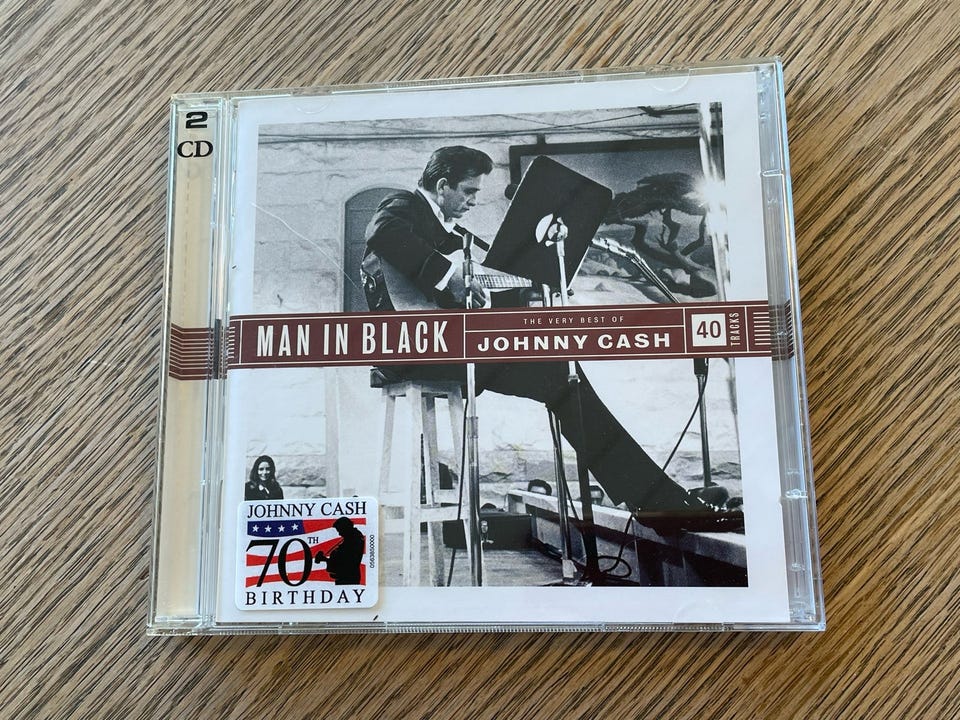 2
CD
MAN IN BLACK
THE VERY BEST OF
JOHNNY CASH
40
TRACKS
JOHNNY CASH
70TH
BIRTHDAY